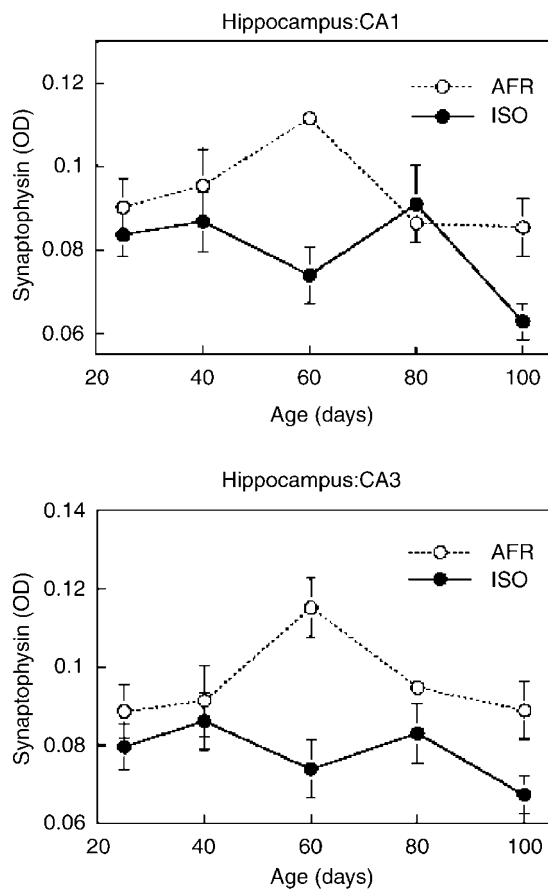 Hippocampus:CA1
0.12
0.1
0.08
0.06
Synaptophysin (OD)
AFR
ISO
20 40 60 80 100
Age (days)
Hippocampus:CA3
0.14
0.12
0.1
0.08
0.06
Synaptophysin (OD)
AFR
ISO
20 40 60 80 100
Age (days)